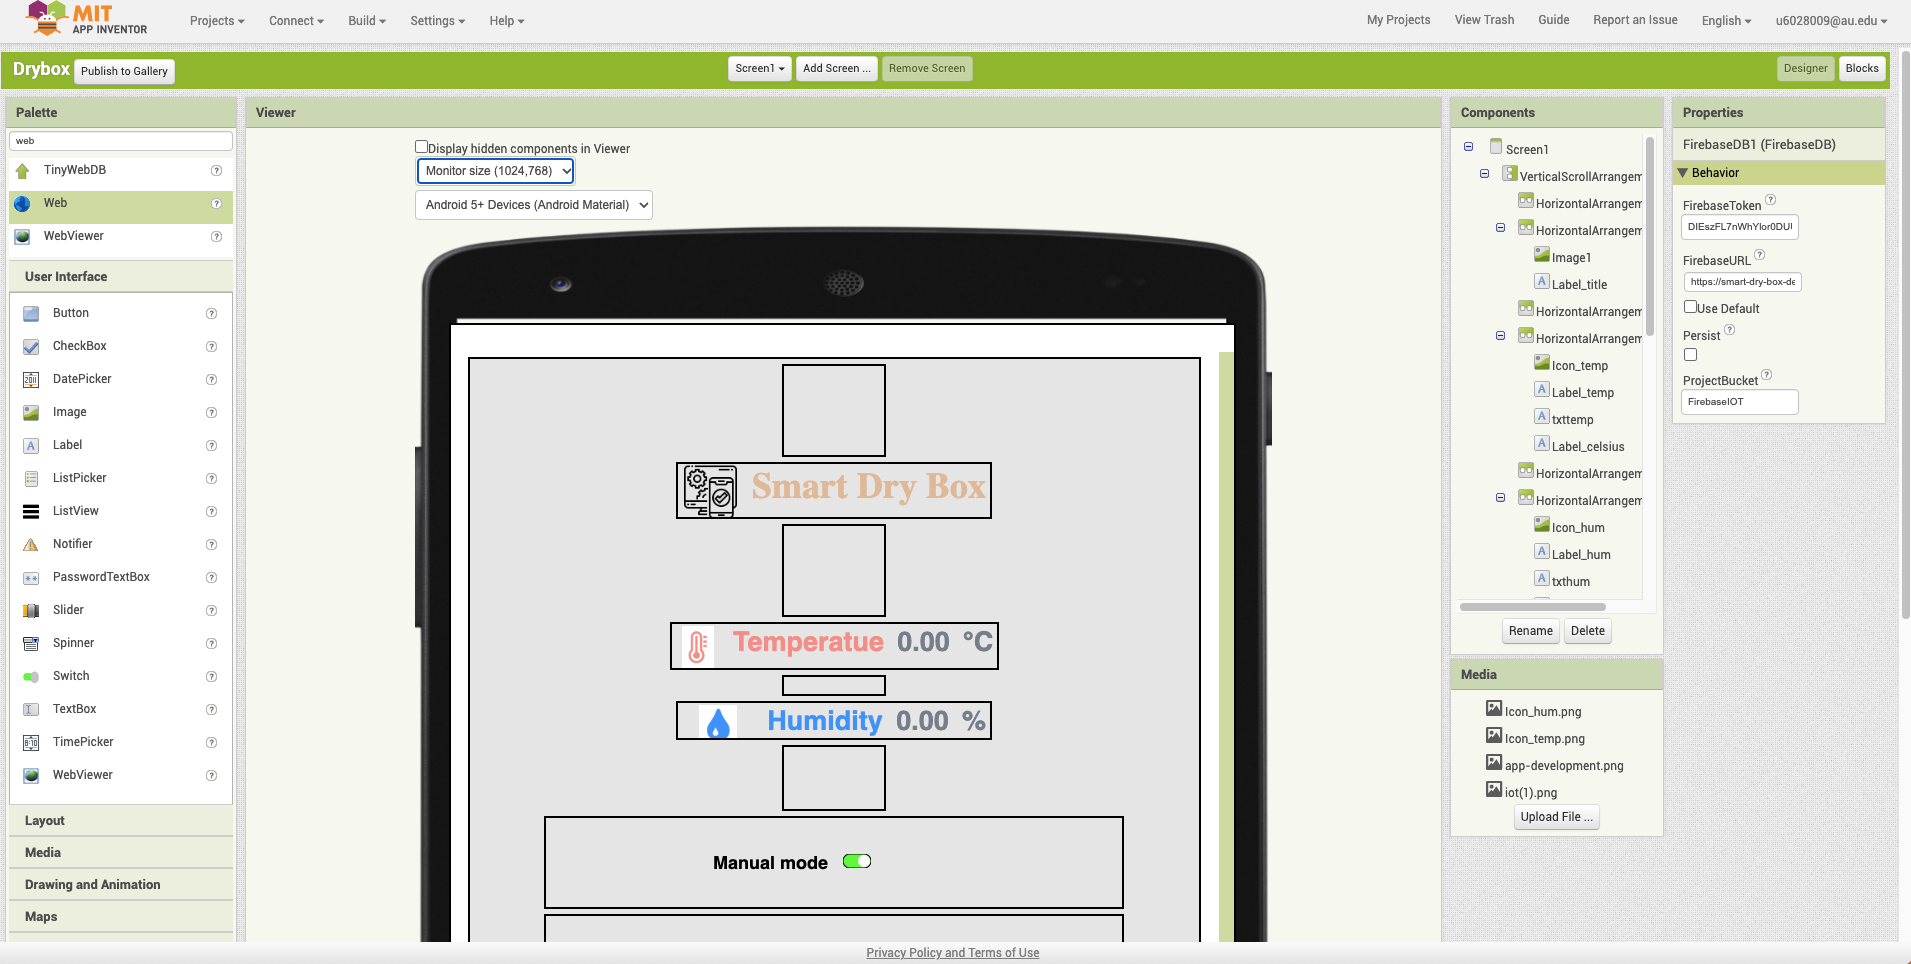 MIT
APP INVENTOR
Projects Connect Build Settings Help
My Projects View Trash Guide Report an Issue English u6028009@au.edu
Drybox Publish to Gallery
Screen1 Add Screen ... Remove Screen
Designer Blocks
Palette
web
TinyWebDB
Web
WebViewer
User Interface
Button
CheckBox
DatePicker
Image
Label
ListPicker
ListView
Notifier
PasswordTextBox
Slider
Spinner
Switch
TextBox
TimePicker
WebViewer
Layout
Media
Drawing and Animation
Maps
Viewer
Display hidden components in Viewer
Monitor size (1024,768)
Android 5+ Devices (Android Material)
Smart Dry Box
Temperatue 0.00 °C
Humidity 0.00 %
Manual mode
Components
Screen1
VerticalScrollArrangem
HorizontalArrangem
HorizontalArrangem
Image1
Label_title
HorizontalArrangem
HorizontalArrangem
Icon_temp
Label_temp
txttemp
Label_celsius
HorizontalArrangem
HorizontalArrangem
Icon_hum
Label_hum
txthum
Rename Delete
Media
Icon_hum.png
Icon_temp.png
app-development.png
iot(1).png
Upload File ...
Properties
FirebaseDB1 (FirebaseDB)
Behavior
FirebaseToken
FirebaseURL
https://smart-dry-box-de
Use Default
Persist
ProjectBucket
FirebaseIOT
Privacy Policy and Terms of Use